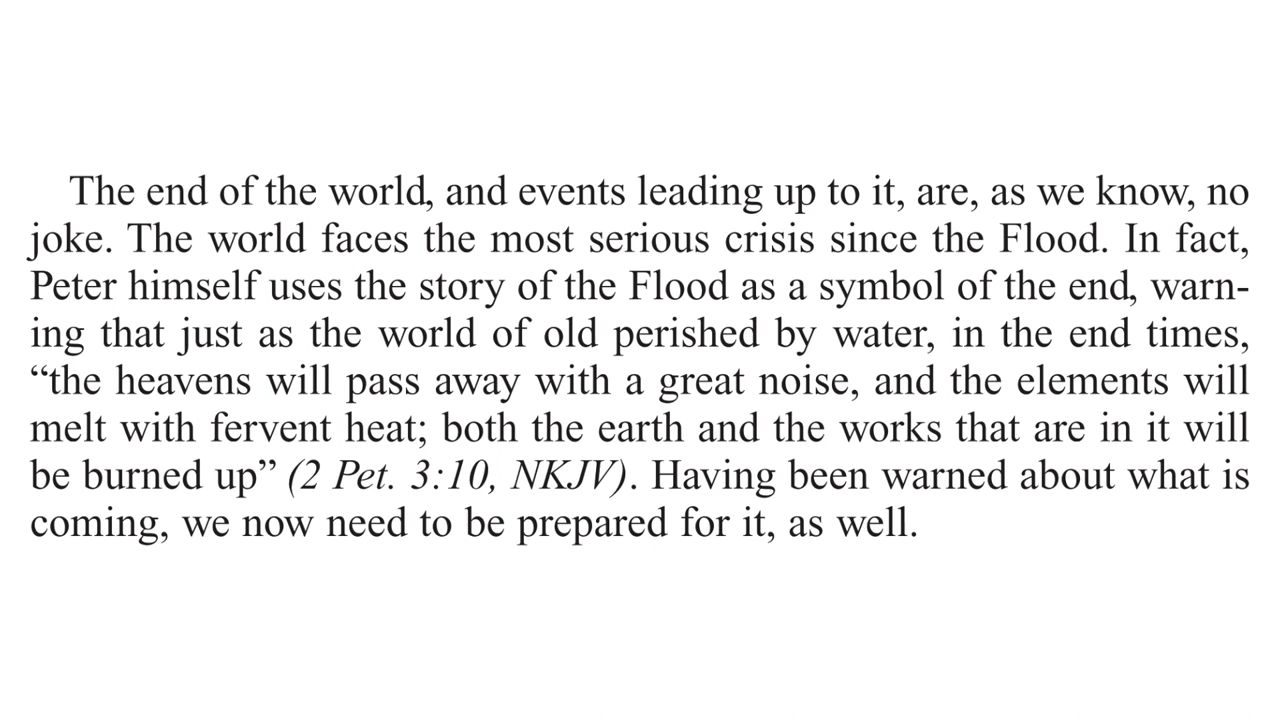 The end of the world, and events leading up to it, are, as we know, no
joke. The world faces the most serious crisis since the Flood. In fact,
Peter himself uses the story of the Flood as a symbol of the end, warn-
ing that just as the world of old perished by water, in the end times,
“the heavens will pass away with a great noise, and the elements will
melt with fervent heat; both the earth and the works that are in it will
be burned up” (2 Pet. 3:10, NKJV). Having been warned about what is
coming, we now need to be prepared for it, as well.